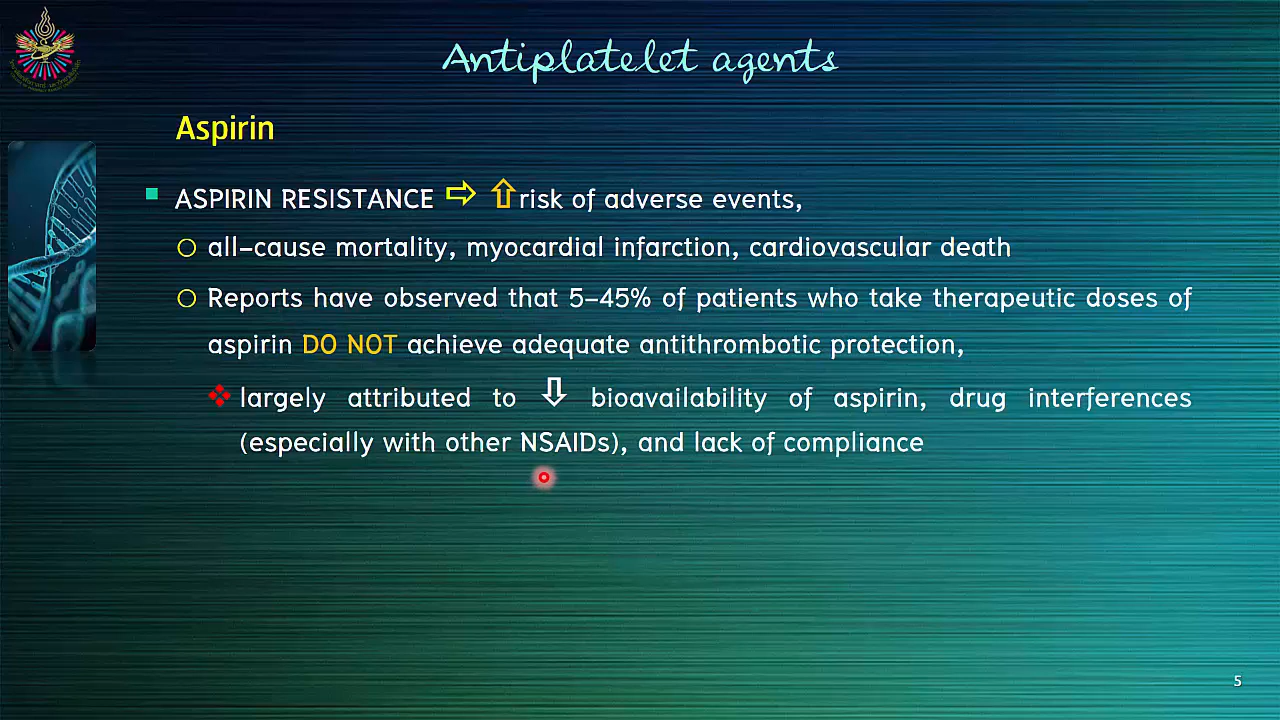 Antiplatelet agents
Aspirin
ASPIRIN RESISTANCE ⇨ ⇧ risk of adverse events,
all-cause mortality, myocardial infarction, cardiovascular death
Reports have observed that 5-45% of patients who take therapeutic doses of
aspirin DO NOT achieve adequate antithrombotic protection,
largely attributed to ⇩ bioavailability of aspirin, drug interferences
(especially with other NSAIDs), and lack of compliance
5